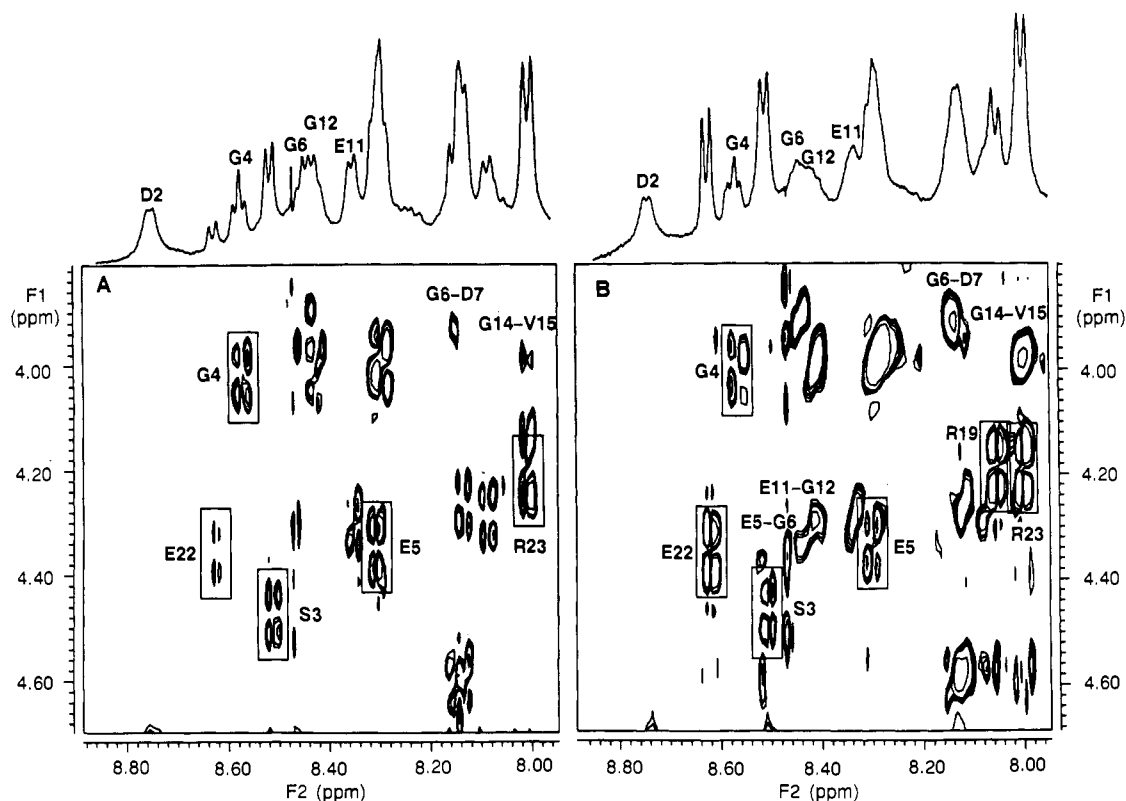 D2
G4
G6
G12
E11
D2
G4
G6
G12
E11
F1
(ppm)
4.00
4.20
4.40
4.60
A
G6-D7
G14-V15
G4
E22
E5
S3
R23
8.80
8.60
8.40
8.20
8.00
F2 (ppm)
B
G6-D7
G14-V15
G4
R19
E11-G12
E5-G6
E22
E5
R23
S3
8.80
8.60
8.40
8.20
8.00
F2 (ppm)
F1
(ppm)
4.00
4.20
4.40
4.60